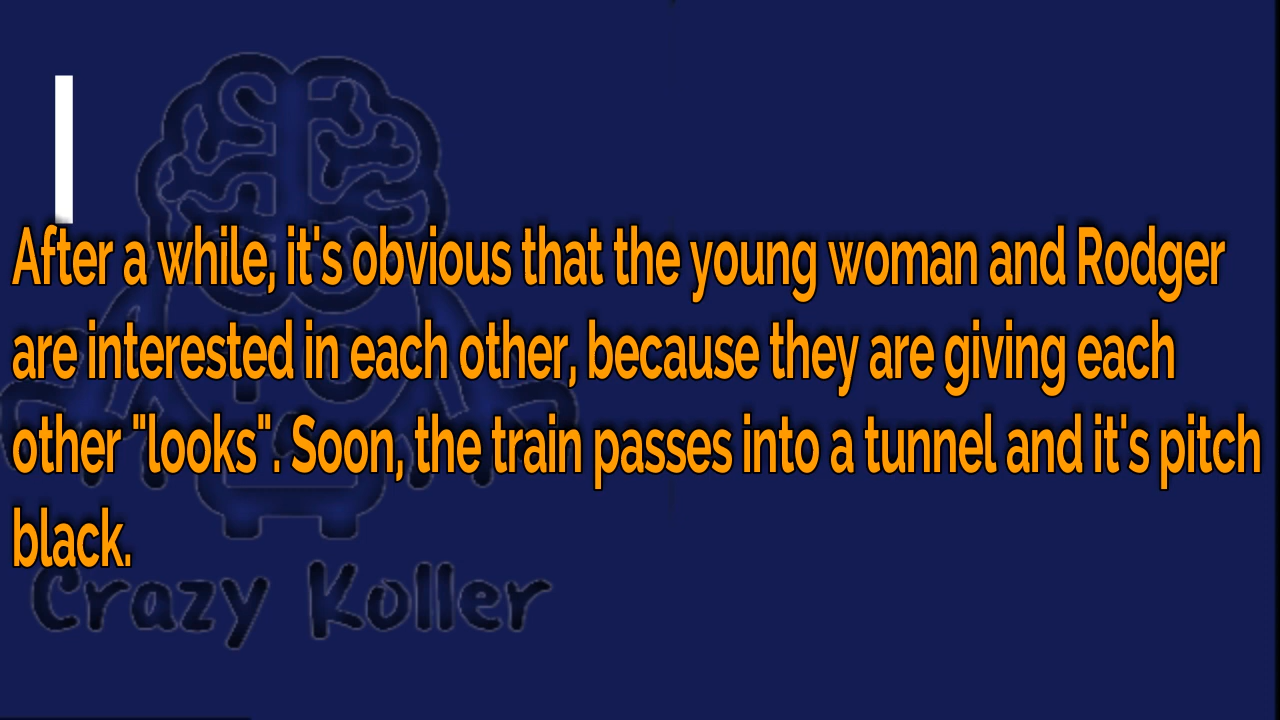 After a while, it's obvious that the young woman and Rodger
are interested in each other, because they are giving each
other "looks". Soon, the train passes into a tunnel and it's pitch
black.
Crazy Koller